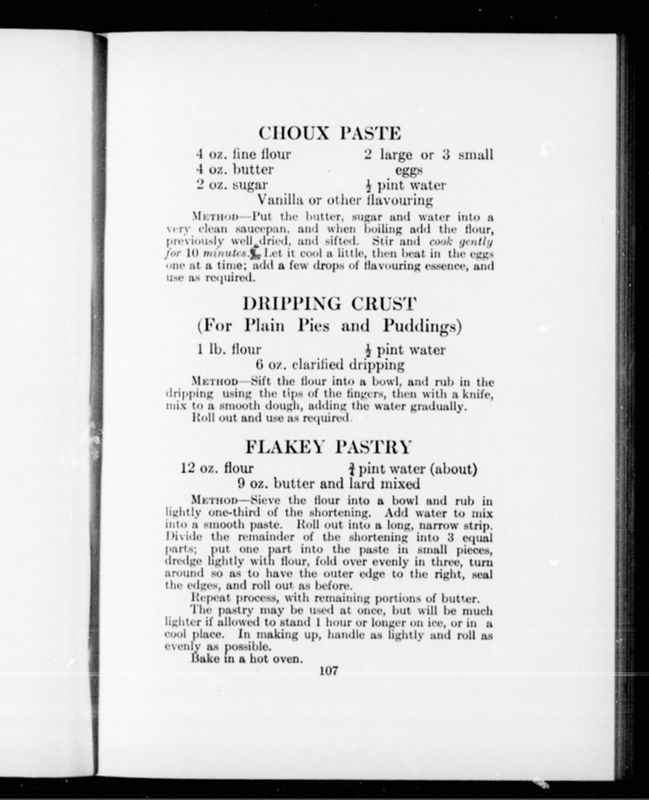 CHOUX PASTE
4 oz. fine flour 2 large or 3 small
4 oz. butter eggs
2 oz. sugar ½ pint water
Vanilla or other flavouring
METHOD—Put the butter, sugar and water into a
very clean saucepan, and when boiling add the flour,
previously well dried, and sifted. Stir and cook gently
for 10 minutes. Let it cool a little, then beat in the eggs
one at a time; add a few drops of flavouring essence, and
use as required.
DRIPPING CRUST
(For Plain Pies and Puddings)
1 lb. flour ½ pint water
6 oz. clarified dripping
METHOD—Sift the flour into a bowl, and rub in the
dripping using the tips of the fingers, then with a knife,
mix to a smooth dough, adding the water gradually.
Roll out and use as required.
FLAKEY PASTRY
12 oz. flour ¾ pint water (about)
9 oz. butter and lard mixed
METHOD—Sieve the flour into a bowl and rub in
lightly one-third of the shortening. Add water to mix
into a smooth paste. Roll out into a long, narrow strip.
Divide the remainder of the shortening into 3 equal
parts; put one part into the paste in small pieces,
dredge lightly with flour, fold over evenly in three, turn
around so as to have the outer edge to the right, seal
the edges, and roll out as before.
Repeat process, with remaining portions of butter.
The pastry may be used at once, but will be much
lighter if allowed to stand 1 hour or longer on ice, or in a
cool place. In making up, handle as lightly and roll as
evenly as possible.
Bake in a hot oven.
107